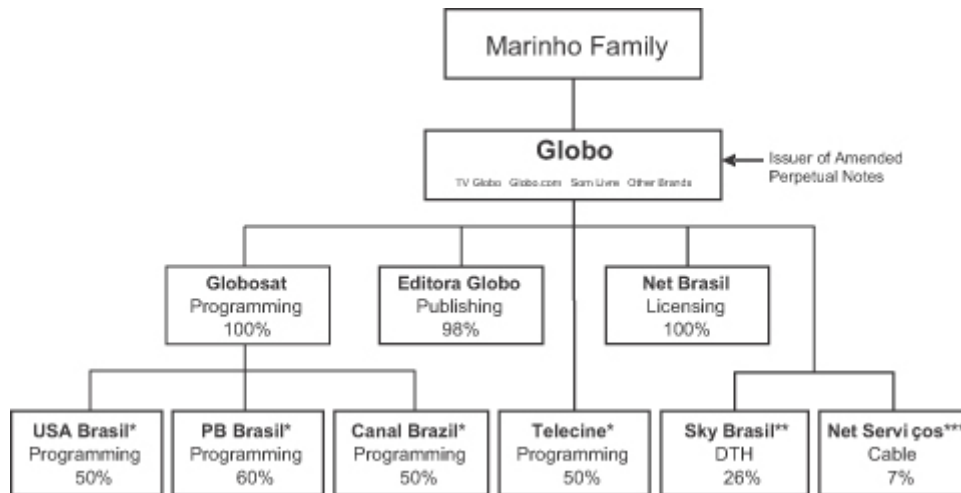 Marinho Family
Globo
TV Globo Globo.com Som Livre Other Brands
Issuer of Amended
Perpetual Notes
Globosat
Programming
100%
Editora Globo
Publishing
98%
Net Brasil
Licensing
100%
USA Brasil*
Programming
50%
PB Brasil*
Programming
60%
Canal Brazil*
Programming
50%
Telecine*
Programming
50%
Sky Brasil**
DTH
26%
Net Servi ços***
Cable
7%